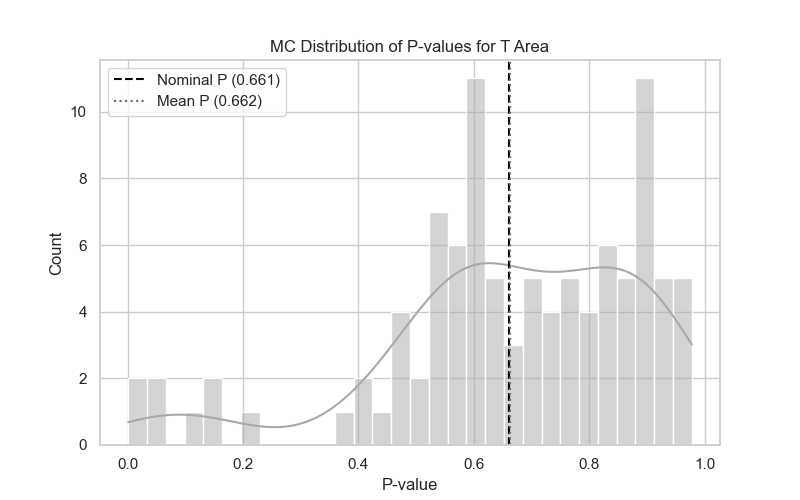 MC Distribution of P-values for T Area
Nominal P (0.661)
Mean P (0.662)
10
8
6
4
2
0
Count
0.0 0.2 0.4 0.6 0.8 1.0
P-value